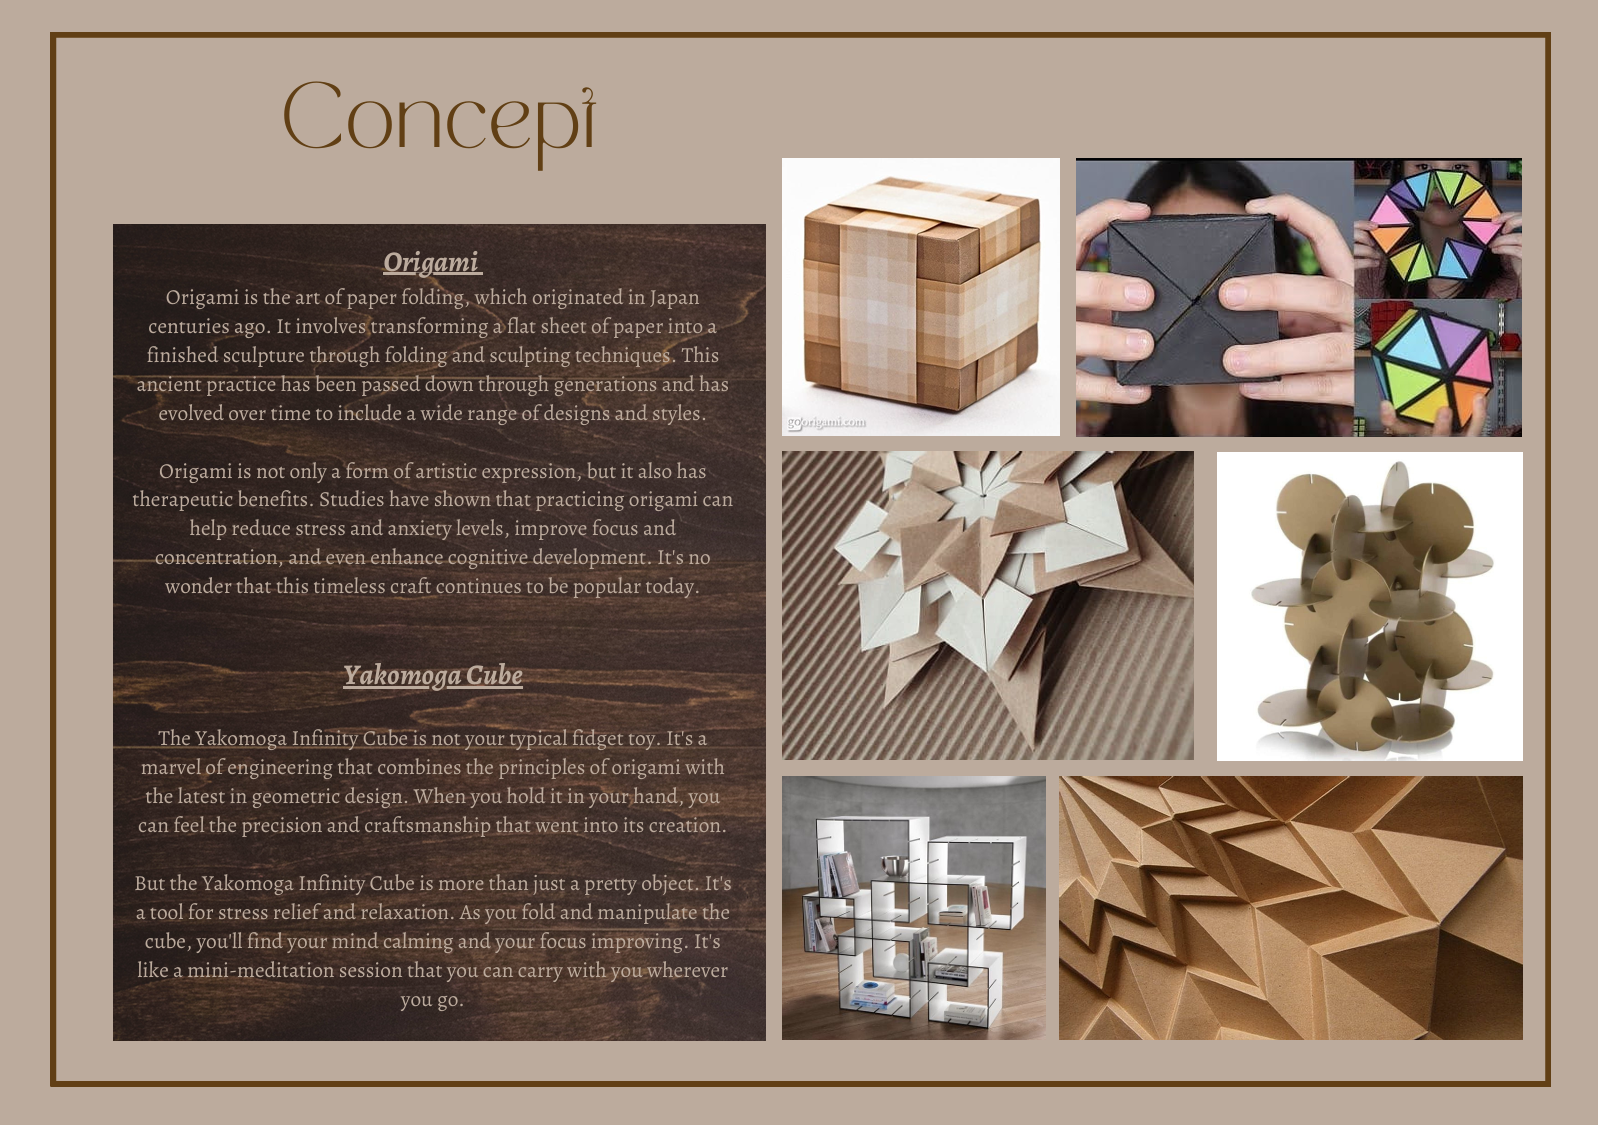 Concept
Origami
Origami is the art of paper folding, which originated in Japan
centuries ago. It involves transforming a flat sheet of paper into a
finished sculpture through folding and sculpting techniques. This
ancient practice has been passed down through generations and has
evolved over time to include a wide range of designs and styles.
Origami is not only a form of artistic expression, but it also has
therapeutic benefits. Studies have shown that practicing origami can
help reduce stress and anxiety levels, improve focus and
concentration, and even enhance cognitive development. It's no
wonder that this timeless craft continues to be popular today.
Yakomoga Cube
The Yakomoga Infinity Cube is not your typical fidget toy. It's a
marvel of engineering that combines the principles of origami with
the latest in geometric design. When you hold it in your hand, you
can feel the precision and craftsmanship that went into its creation.
But the Yakomoga Infinity Cube is more than just a pretty object. It's
a tool for stress relief and relaxation. As you fold and manipulate the
cube, you'll find your mind calming and your focus improving. It's
like a mini-meditation session that you can carry with you wherever
you go.
goorigami.com